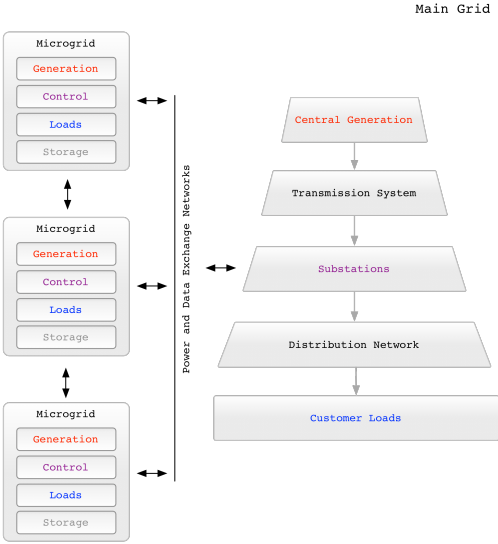 Main Grid
Microgrid
Generation
Control
Loads
Storage
Microgrid
Generation
Control
Loads
Storage
Microgrid
Generation
Control
Loads
Storage
Power and Data Exchange Networks
Central Generation
Transmission System
Substations
Distribution Network
Customer Loads